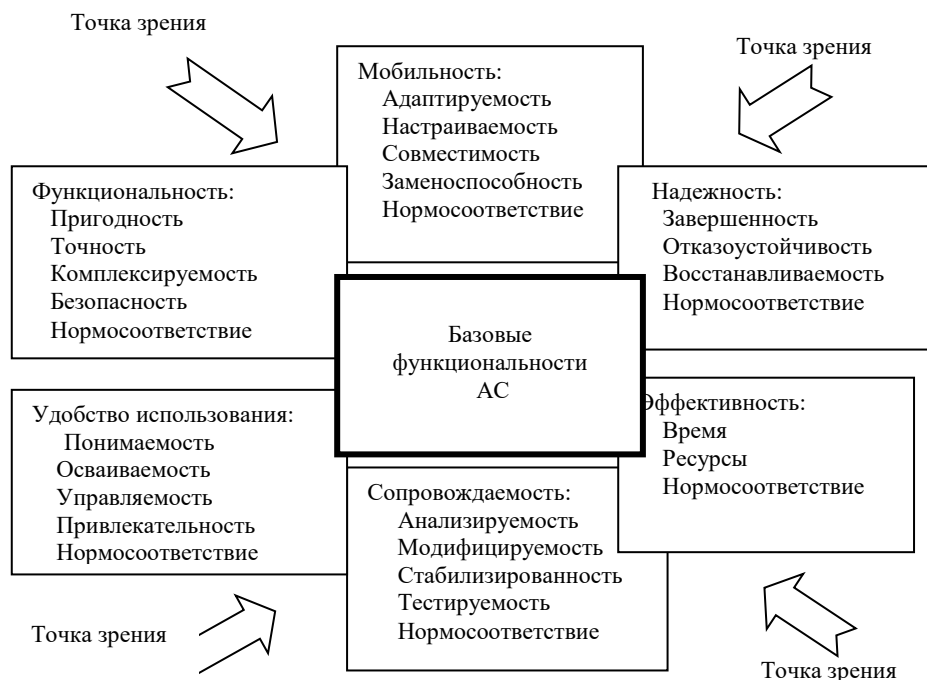 Точка зрения
Точка зрения
Мобильность:
Адаптируемость
Настраиваемость
Совместимость
Заменоспособность
Нормосоответствие
Функциональность:
Пригодность
Точность
Комплексируемость
Безопасность
Нормосоответствие
Надежность:
Завершенность
Отказоустойчивость
Восстанавливаемость
Нормосоответствие
Базовые
функциональности
АС
Удобство использования:
Понимаемость
Осваиваемость
Управляемость
Привлекательность
Нормосоответствие
Эффективность:
Время
Ресурсы
Нормосоответствие
Сопровождаемость:
Анализируемость
Модифицируемость
Стабилизированность
Тестируемость
Нормосоответствие
Точка зрения
Точка зрения